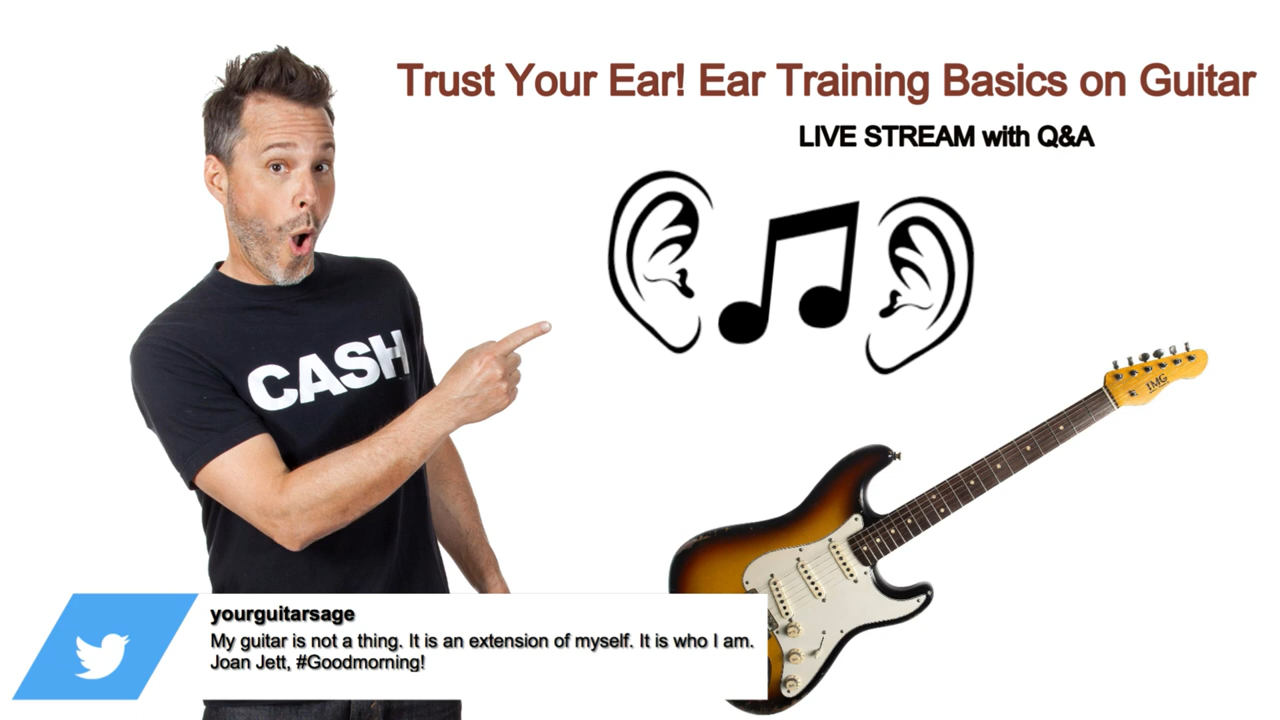 Trust Your Ear! Ear Training Basics on Guitar
LIVE STREAM with Q&A
CASH
IMG
yourguitarsage
My guitar is not a thing. It is an extension of myself. It is who I am.
Joan Jett, #Goodmorning!